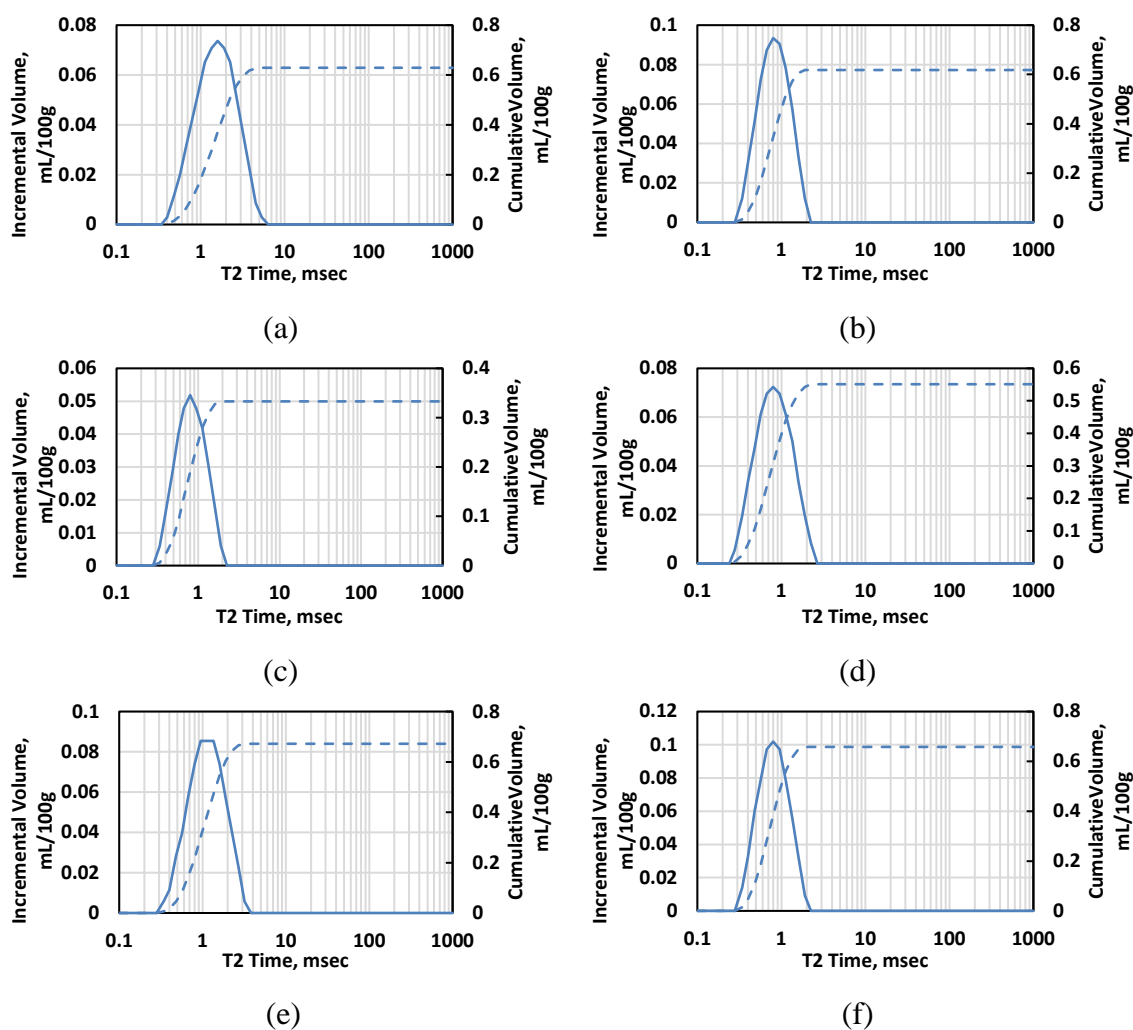 0.08
0.06
0.04
0.02
0
0.8
0.6
0.4
0.2
0
0.1 1 10 100 1000
Incremental Volume,
mL/100g
CumulativeVolume,
mL/100g
T2 Time, msec
(a)
0.1
0.08
0.06
0.04
0.02
0
0.8
0.6
0.4
0.2
0
0.1 1 10 100 1000
Incremental Volume,
mL/100g
CumulativeVolume,
mL/100g
T2 Time, msec
(b)
0.06
0.05
0.04
0.03
0.02
0.01
0
0.4
0.3
0.2
0.1
0
0.1 1 10 100 1000
Incremental Volume,
mL/100g
CumulativeVolume,
mL/100g
T2 Time, msec
(c)
0.08
0.06
0.04
0.02
0
0.6
0.5
0.4
0.3
0.2
0.1
0
0.1 1 10 100 1000
Incremental Volume,
mL/100g
CumulativeVolume,
mL/100g
T2 Time, msec
(d)
0.1
0.08
0.06
0.04
0.02
0
0.8
0.6
0.4
0.2
0
0.1 1 10 100 1000
Incremental Volume,
mL/100g
CumulativeVolume,
mL/100g
T2 Time, msec
(e)
0.12
0.1
0.08
0.06
0.04
0.02
0
0.8
0.6
0.4
0.2
0
0.1 1 10 100 1000
Incremental Volume,
mL/100g
CumulativeVolume,
mL/100g
T2 Time, msec
(f)